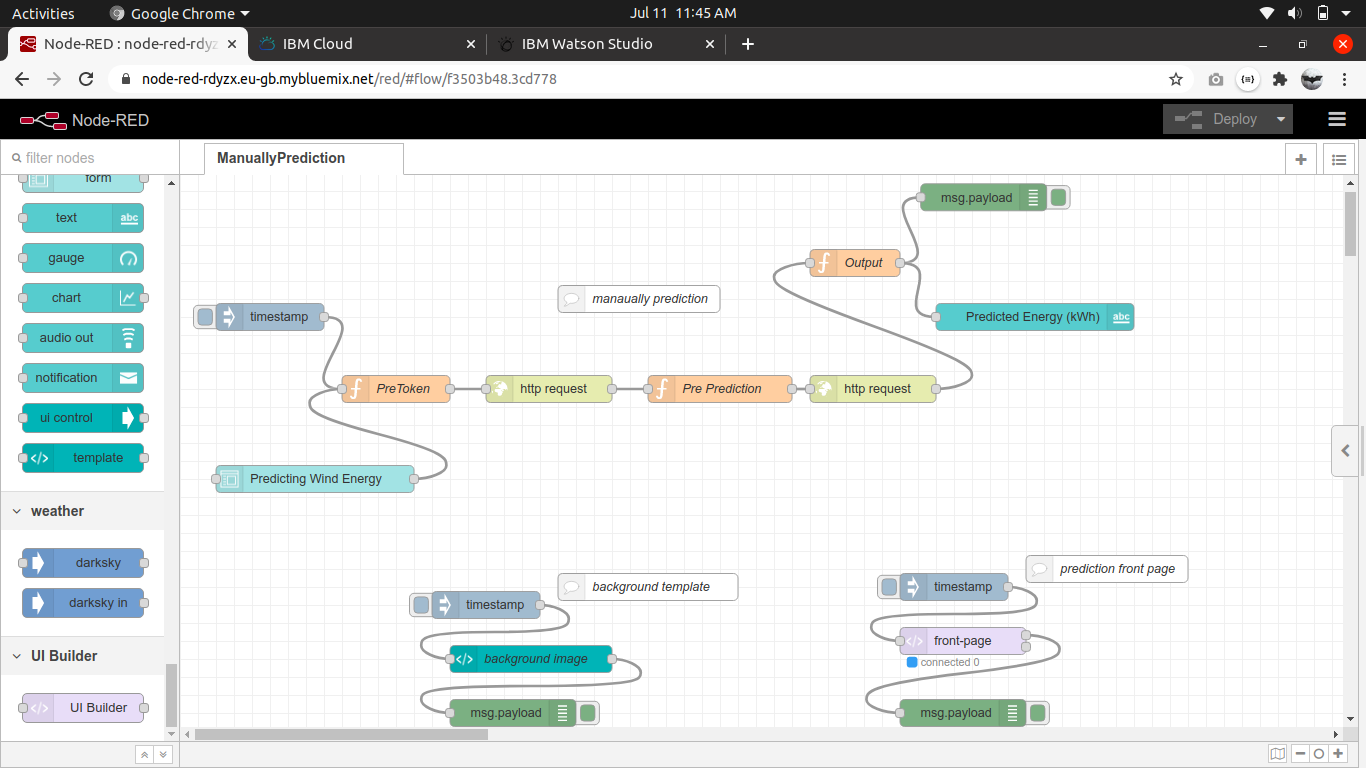 Activities
Google Chrome
Jul 11 11:45 AM
Node-RED : node-red-rdyz
IBM Cloud
IBM Watson Studio
node-red-rdyzx.eu-gb.mybluemix.net/red/#flow/f3503b48.3cd778
Node-RED
Deploy
filter nodes
ManuallyPrediction
form
text
abc
gauge
chart
audio out
notification
ui control
template
weather
darksky
darksky in
UI Builder
UI Builder
msg.payload
Output
manaually prediction
timestamp
Predicted Energy (kWh)
abc
PreToken
http request
Pre Prediction
http request
Predicting Wind Energy
background template
timestamp
background image
msg.payload
prediction front page
timestamp
front-page
connected 0
msg.payload